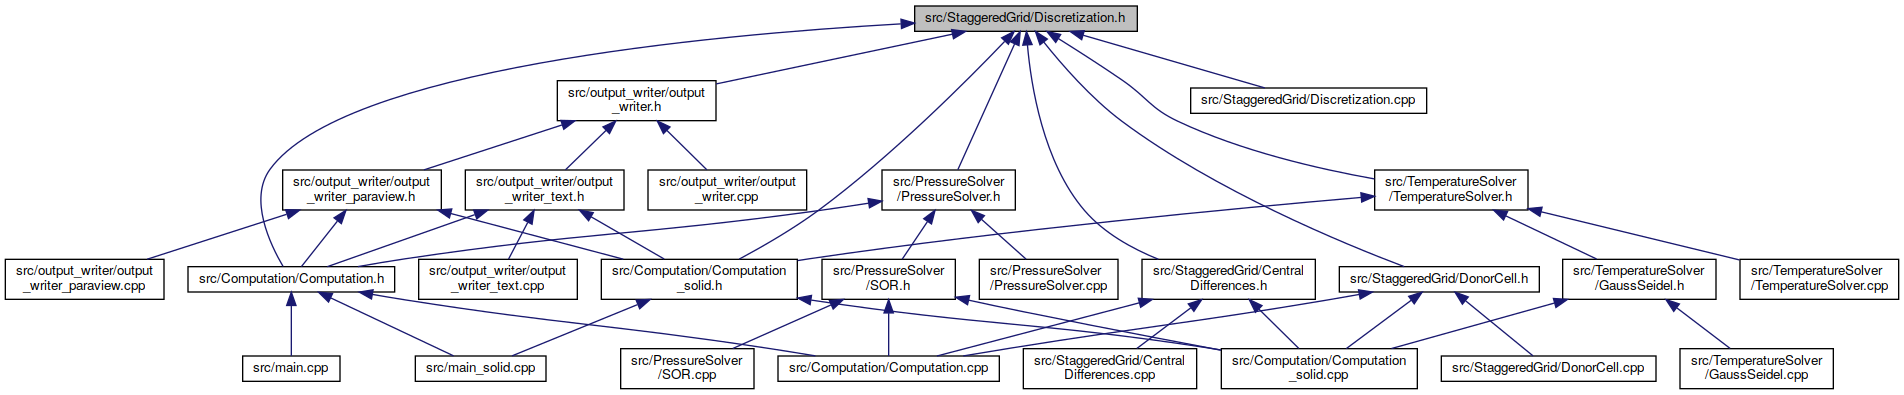 src/StaggeredGrid/Discretization.h
src/output_writer/output
_writer.h
src/StaggeredGrid/Discretization.cpp
src/output_writer/output
_writer_paraview.h
src/output_writer/output
_writer_text.h
src/output_writer/output
_writer.cpp
src/PressureSolver
/PressureSolver.h
src/TemperatureSolver
/TemperatureSolver.h
src/output_writer/output
_writer_paraview.cpp
src/Computation/Computation.h
src/output_writer/output
_writer_text.cpp
src/Computation/Computation
_solid.h
src/PressureSolver
/SOR.h
src/PressureSolver
/PressureSolver.cpp
src/StaggeredGrid/Central
Differences.h
src/StaggeredGrid/DonorCell.h
src/TemperatureSolver
/GaussSeidel.h
src/TemperatureSolver
/TemperatureSolver.cpp
src/main.cpp
src/main_solid.cpp
src/PressureSolver
/SOR.cpp
src/Computation/Computation.cpp
src/StaggeredGrid/Central
Differences.cpp
src/Computation/Computation
_solid.cpp
src/StaggeredGrid/DonorCell.cpp
src/TemperatureSolver
/GaussSeidel.cpp